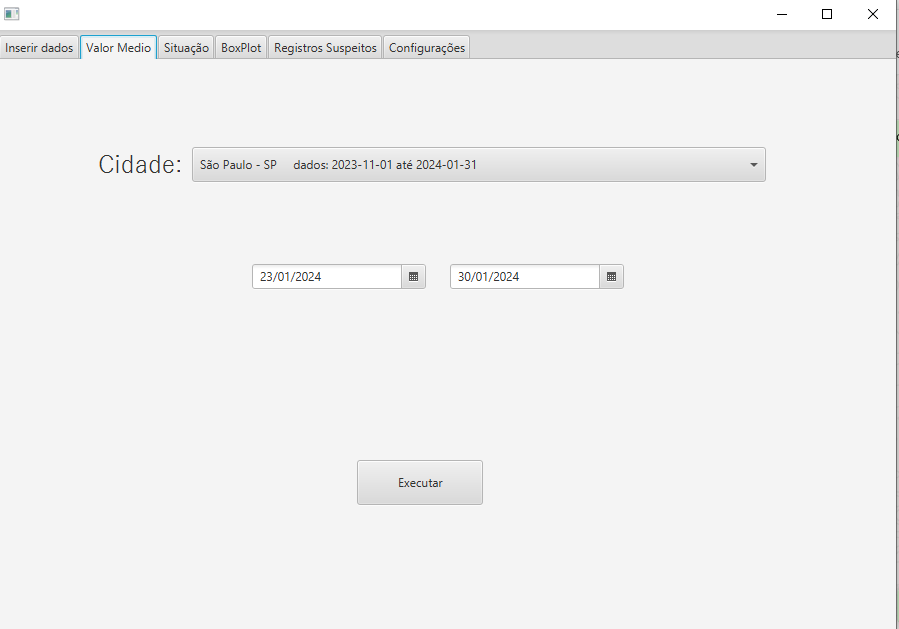 Inserir dados Valor Medio Situação BoxPlot Registros Suspeitos Configurações
Cidade: São Paulo - SP dados: 2023-11-01 até 2024-01-31
23/01/2024 30/01/2024
Executar